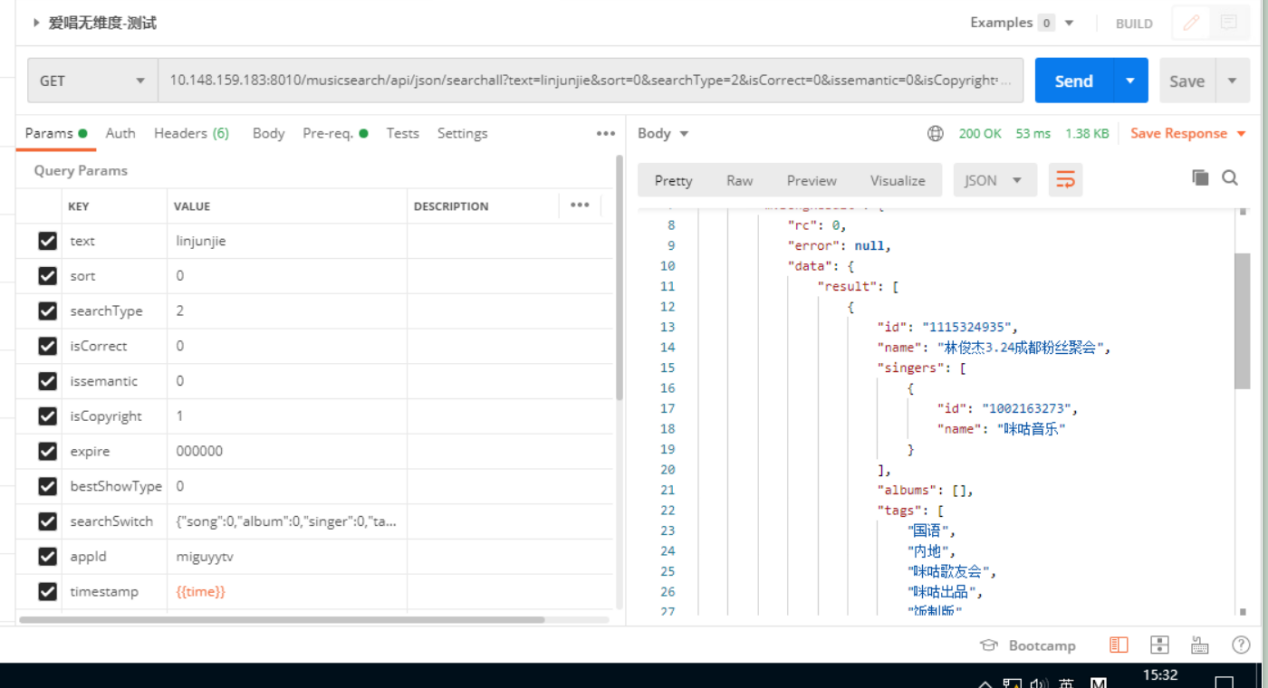 爱唱无维度-测试
Examples 0
BUILD
GET
10.148.159.183:8010/musicsearch/api/json/searchall?text=linjunjie&sort=0&searchType=2&isCorrect=0&issemantic=0&isCopyright...
Send
Save
Params Auth Headers (6) Body Pre-req. Tests Settings
Query Params
KEY VALUE DESCRIPTION
text linjunjie
sort 0
searchType 2
isCorrect 0
issemantic 0
isCopyright 1
expire 000000
bestShowType 0
searchSwitch {"song":0,"album":0,"singer":0,"ta...
appId miguyytv
timestamp {{time}}
Body
200 OK 53 ms 1.38 KB Save Response
Pretty Raw Preview Visualize JSON
8 "rc": 0,
9 "error": null,
10 "data": {
11 "result": [
12 {
13 "id": "1115324935",
14 "name": "林俊杰3.24成都粉丝聚会",
15 "singers": [
16 {
17 "id": "1002163273",
18 "name": "咪咕音乐"
19 }
20 ],
21 "albums": [],
22 "tags": [
23 "国语",
24 "内地",
25 "咪咕歌友会",
26 "咪咕出品",
27 "饭制版"
Bootcamp
英 M
15:32